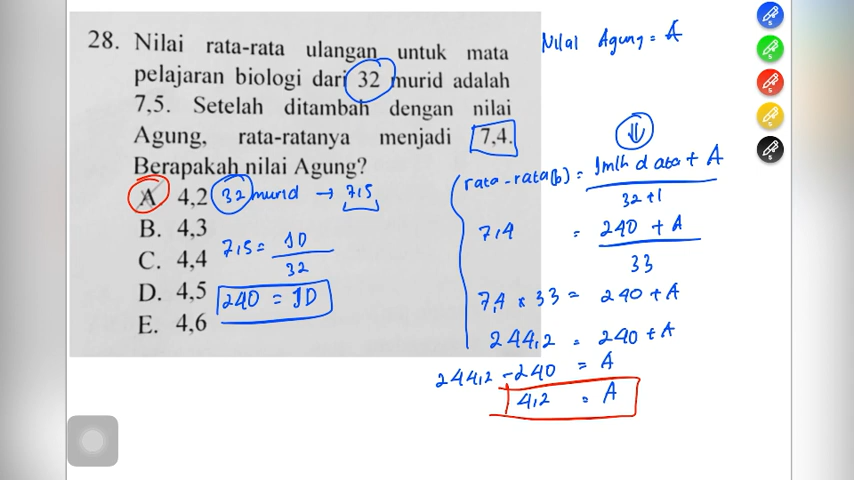 28. Nilai rata-rata ulangan untuk mata
pelajaran biologi dari 32 murid adalah
7,5. Setelah ditambah dengan nilai
Agung, rata-ratanya menjadi 7,4.
Berapakah nilai Agung?
A 4,2
B. 4,3
C. 4,4
D. 4,5
E. 4,6
32 murid → 7,5
7,5 = JD
32
240 = JD
Nilai Agung = A
rata-rata(b) = Jmlh data + A
32+1
7,4 = 240 + A
33
7,4 x 33 = 240 + A
244,2 = 240 + A
244,2 - 240 = A
4,2 = A